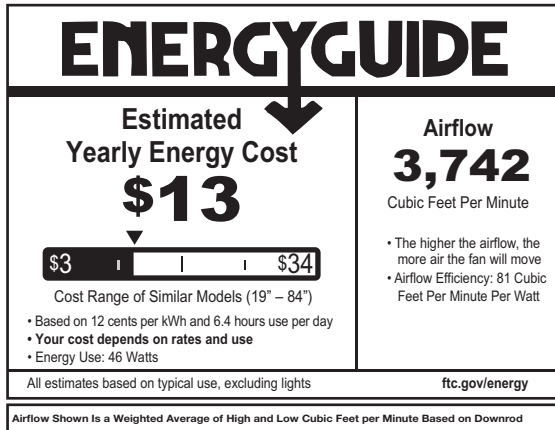 ENERGYGUIDE
Estimated
Yearly Energy Cost
$13
$3
$34
Cost Range of Similar Models (19” – 84”)
• Based on 12 cents per kWh and 6.4 hours use per day
• Your cost depends on rates and use
• Energy Use: 46 Watts
Airflow
3,742
Cubic Feet Per Minute
• The higher the airflow, the
more air the fan will move
• Airflow Efficiency: 81 Cubic
Feet Per Minute Per Watt
All estimates based on typical use, excluding lights
ftc.gov/energy
Airflow Shown Is a Weighted Average of High and Low Cubic Feet per Minute Based on Downrod